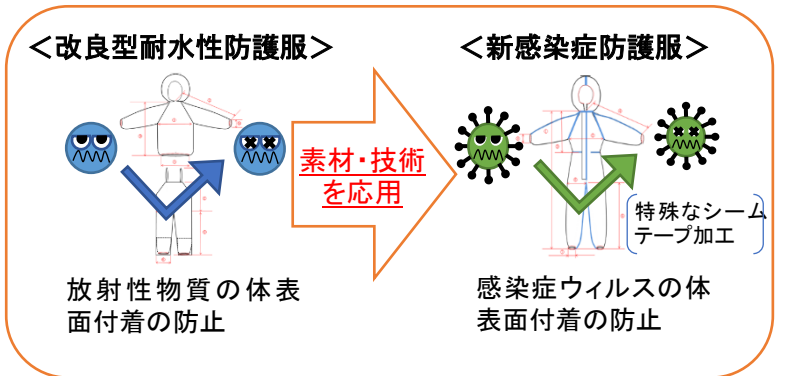 ＜改良型耐水性防護服＞
＜新感染症防護服＞
素材・技術
を応用
特殊なシーム
テープ加工
放射性物質の体表
面付着の防止
感染症ウィルスの体
表面付着の防止